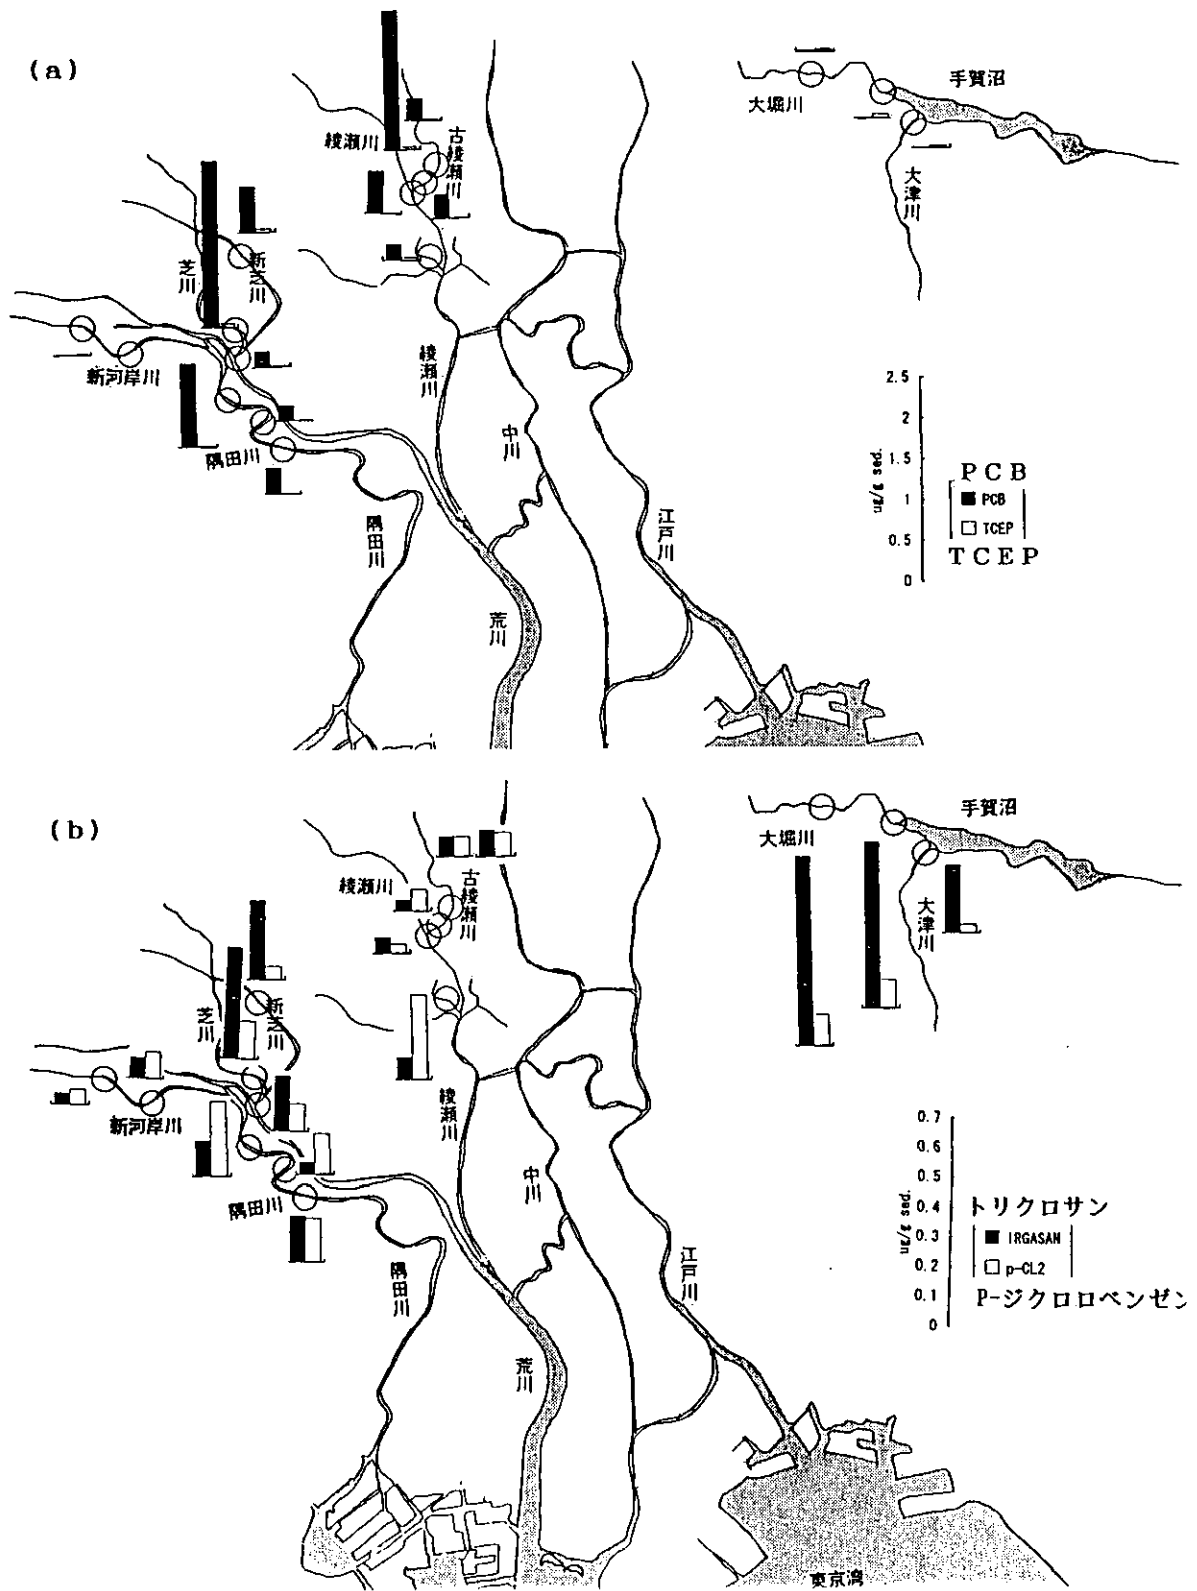 (a)
手賀沼
大堀川
綾瀬川
古綾瀬川
大津川
芝川
新芝川
新河岸川
綾瀬川
隅田川
中川
隅田川
江戸川
荒川
2.5
2
1.5
1
0.5
0
ug/g sed.
PCB
PCB
TCEP
TCEP
(b)
手賀沼
大堀川
綾瀬川
古綾瀬川
大津川
芝川
新芝川
新河岸川
綾瀬川
隅田川
中川
隅田川
江戸川
荒川
0.7
0.6
0.5
0.4
0.3
0.2
0.1
0
ug/g sed.
トリクロサン
IRGASAN
p-CL2
P-ジクロロベンゼン
東京湾